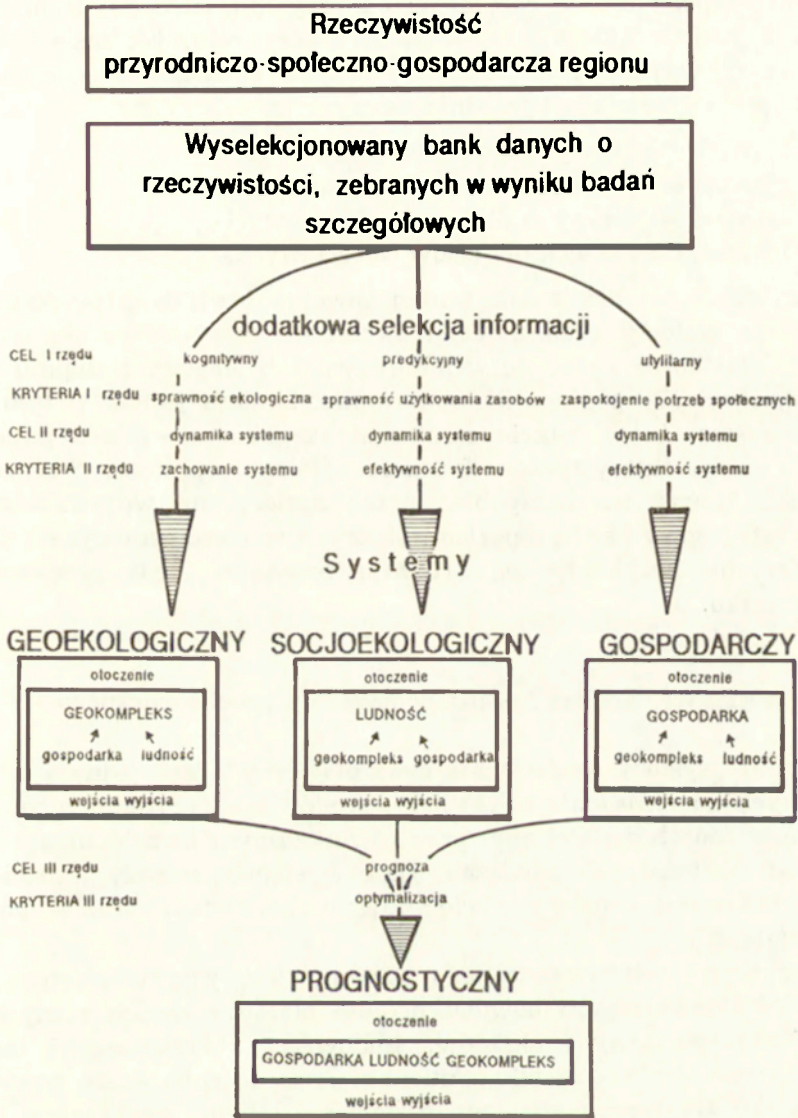 Rzeczywistość
przyrodniczo-społeczno-gospodarcza regionu
Wyselekcjonowany bank danych o
rzeczywistości, zebranych w wyniku badań
szczegółowych
dodatkowa selekcja informacji
CEL I rzędu kognitywny predykcyjny utylitarny
KRYTERIA I rzędu sprawność ekologiczna sprawność użytkowania zasobów zaspokojenie potrzeb społecznych
CEL II rzędu dynamika systemu dynamika systemu dynamika systemu
KRYTERIA II rzędu zachowanie systemu efektywność systemu efektywność systemu
Systemy
GEOEKOLOGICZNY SOCJOEKOLOGICZNY GOSPODARCZY
otoczenie otoczenie otoczenie
GEOKOMPLEKS LUDNOŚĆ GOSPODARKA
gospodarka ludność geokompleks gospodarka geokompleks ludność
wejścia wyjścia wejścia wyjścia wejścia wyjścia
CEL III rzędu prognoza
KRYTERIA III rzędu optymalizacja
PROGNOSTYCZNY
otoczenie
GOSPODARKA LUDNOŚĆ GEOKOMPLEKS
wejścia wyjścia